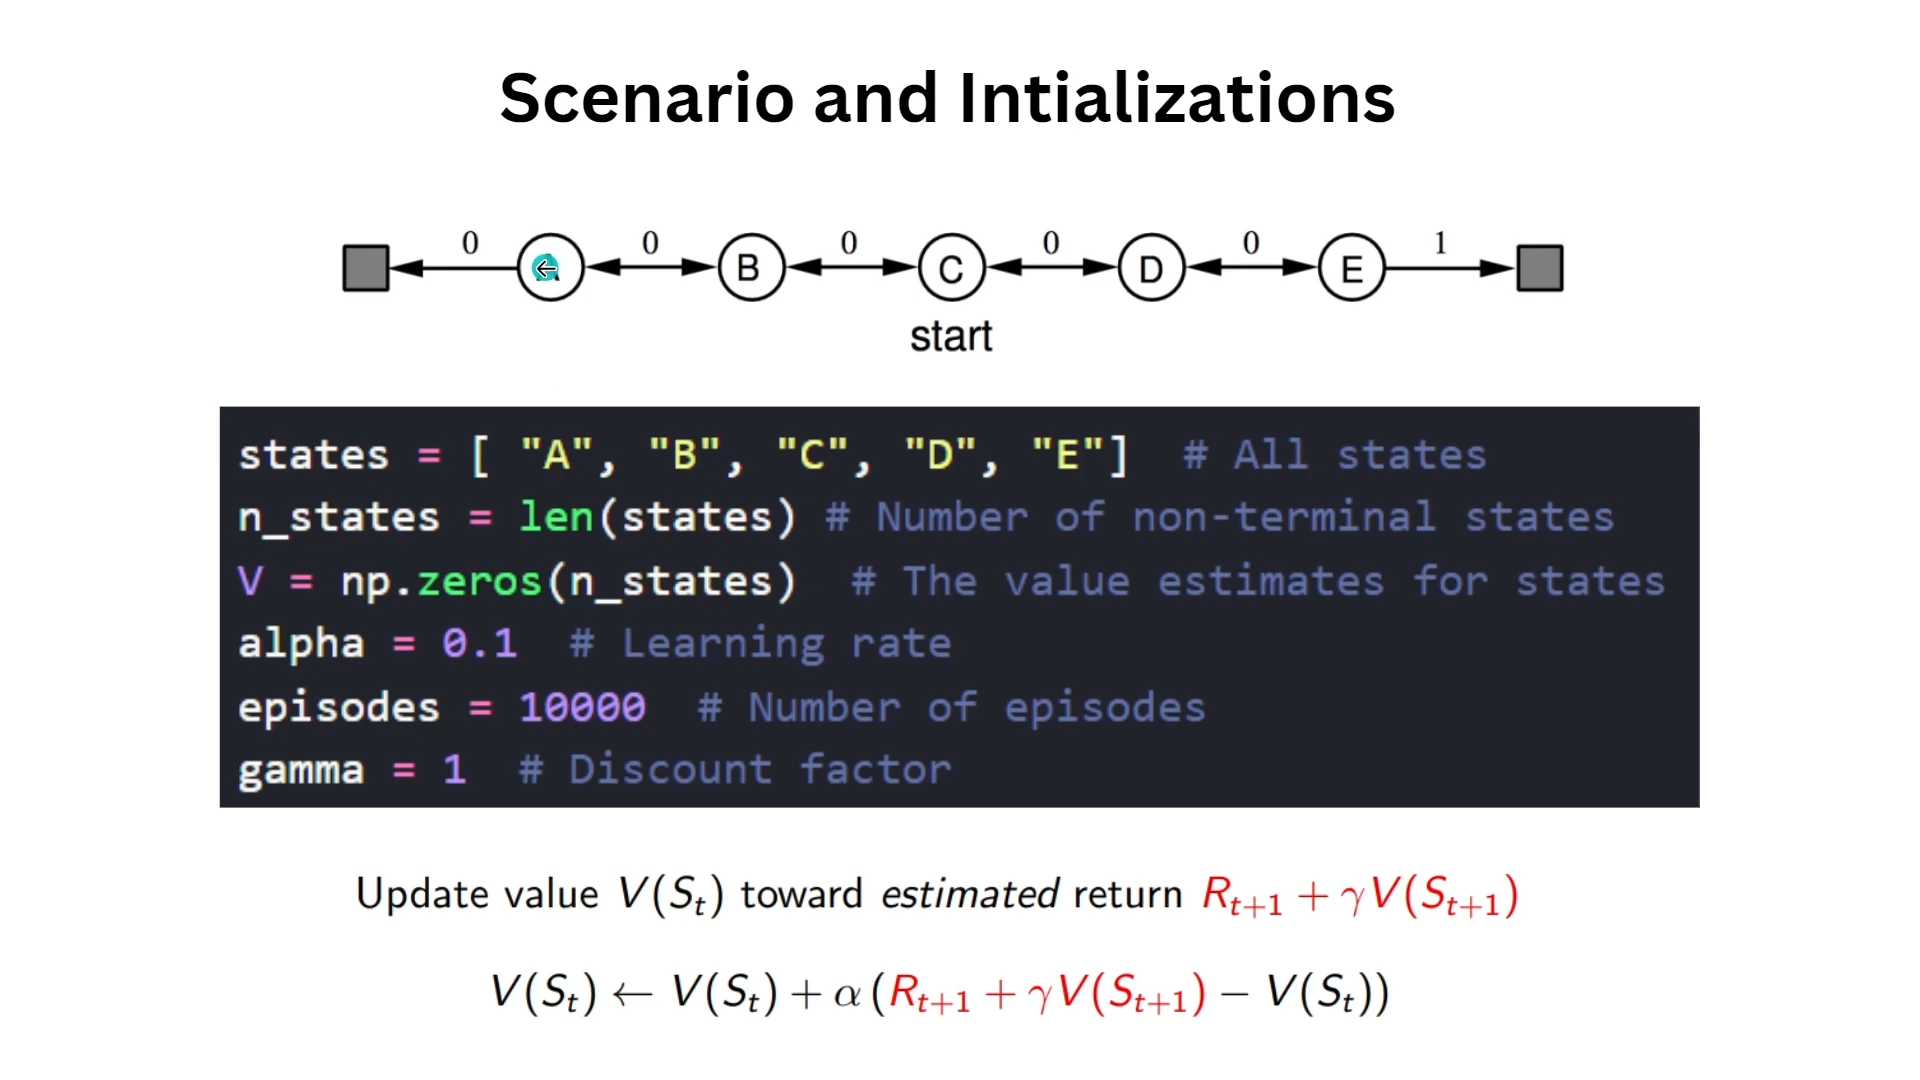 Scenario and Intializations
0 0 0 0 0 1
B C D E
start
states = [ "A", "B", "C", "D", "E"]  # All states
n_states = len(states) # Number of non-terminal states
V = np.zeros(n_states)  # The value estimates for states
alpha = 0.1  # Learning rate
episodes = 10000  # Number of episodes
gamma = 1  # Discount factor
Update value V(Sₜ) toward estimated return Rₜ₊₁ + γV(Sₜ₊₁)
V(Sₜ) ← V(Sₜ) + α (Rₜ₊₁ + γV(Sₜ₊₁) − V(Sₜ))